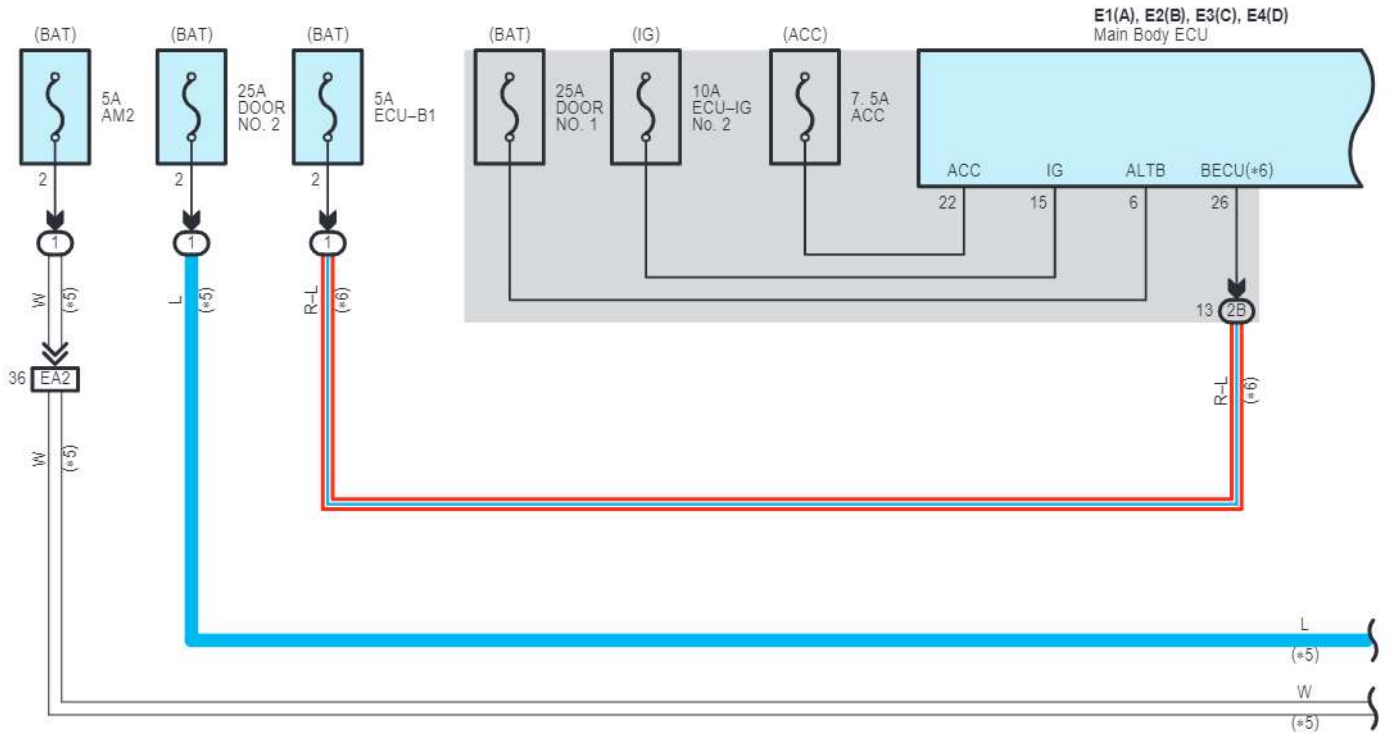 E1(A), E2(B), E3(C), E4(D)
Main Body ECU
(BAT)
(BAT)
(BAT)
(BAT)
(IG)
(ACC)
5A
AM2
25A
DOOR
NO. 2
5A
ECU–B1
25A
DOOR
NO. 1
10A
ECU–IG
No. 2
7. 5A
ACC
ACC
IG
ALTB
BECU(*6)
2
2
2
22
15
6
26
1
1
1
W
(*5)
L
(*5)
R–L
(*6)
13
2B
36
EA2
R–L
(*6)
W
(*5)
L
(*5)
W
(*5)